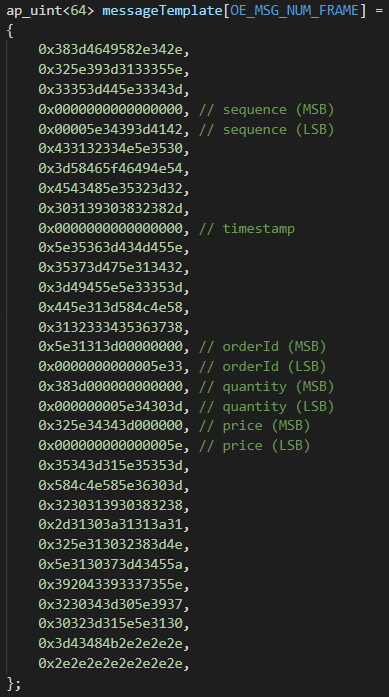 ap_uint<64> messageTemplate[OE_MSG_NUM_FRAME] =
{
0x383d4649582e342e,
0x325e393d3133355e,
0x33353d445e33343d,
0x0000000000000000, // sequence (MSB)
0x00005e34393d4142, // sequence (LSB)
0x433132334e5e3530,
0x3d58465f46494e54,
0x4543485e35323d32,
0x303139303832382d,
0x0000000000000000, // timestamp
0x5e35363d434d455e,
0x35373d475e313432,
0x3d49455e5e33353d,
0x445e313d584c4e58,
0x3132333435363738,
0x5e31313d00000000, // orderId (MSB)
0x0000000000005e33, // orderId (LSB)
0x383d000000000000, // quantity (MSB)
0x000000005e34303d, // quantity (LSB)
0x325e34343d000000, // price (MSB)
0x000000000000005e, // price (LSB)
0x35343d315e35353d,
0x584c4e585e36303d,
0x3230313930383238,
0x2d31303a31313a31,
0x325e313032383d4e,
0x5e3130373d43455a,
0x392043393337355e,
0x3230343d305e3937,
0x30323d315e5e3130,
0x3d43484b2e2e2e2e,
0x2e2e2e2e2e2e2e2e,
};